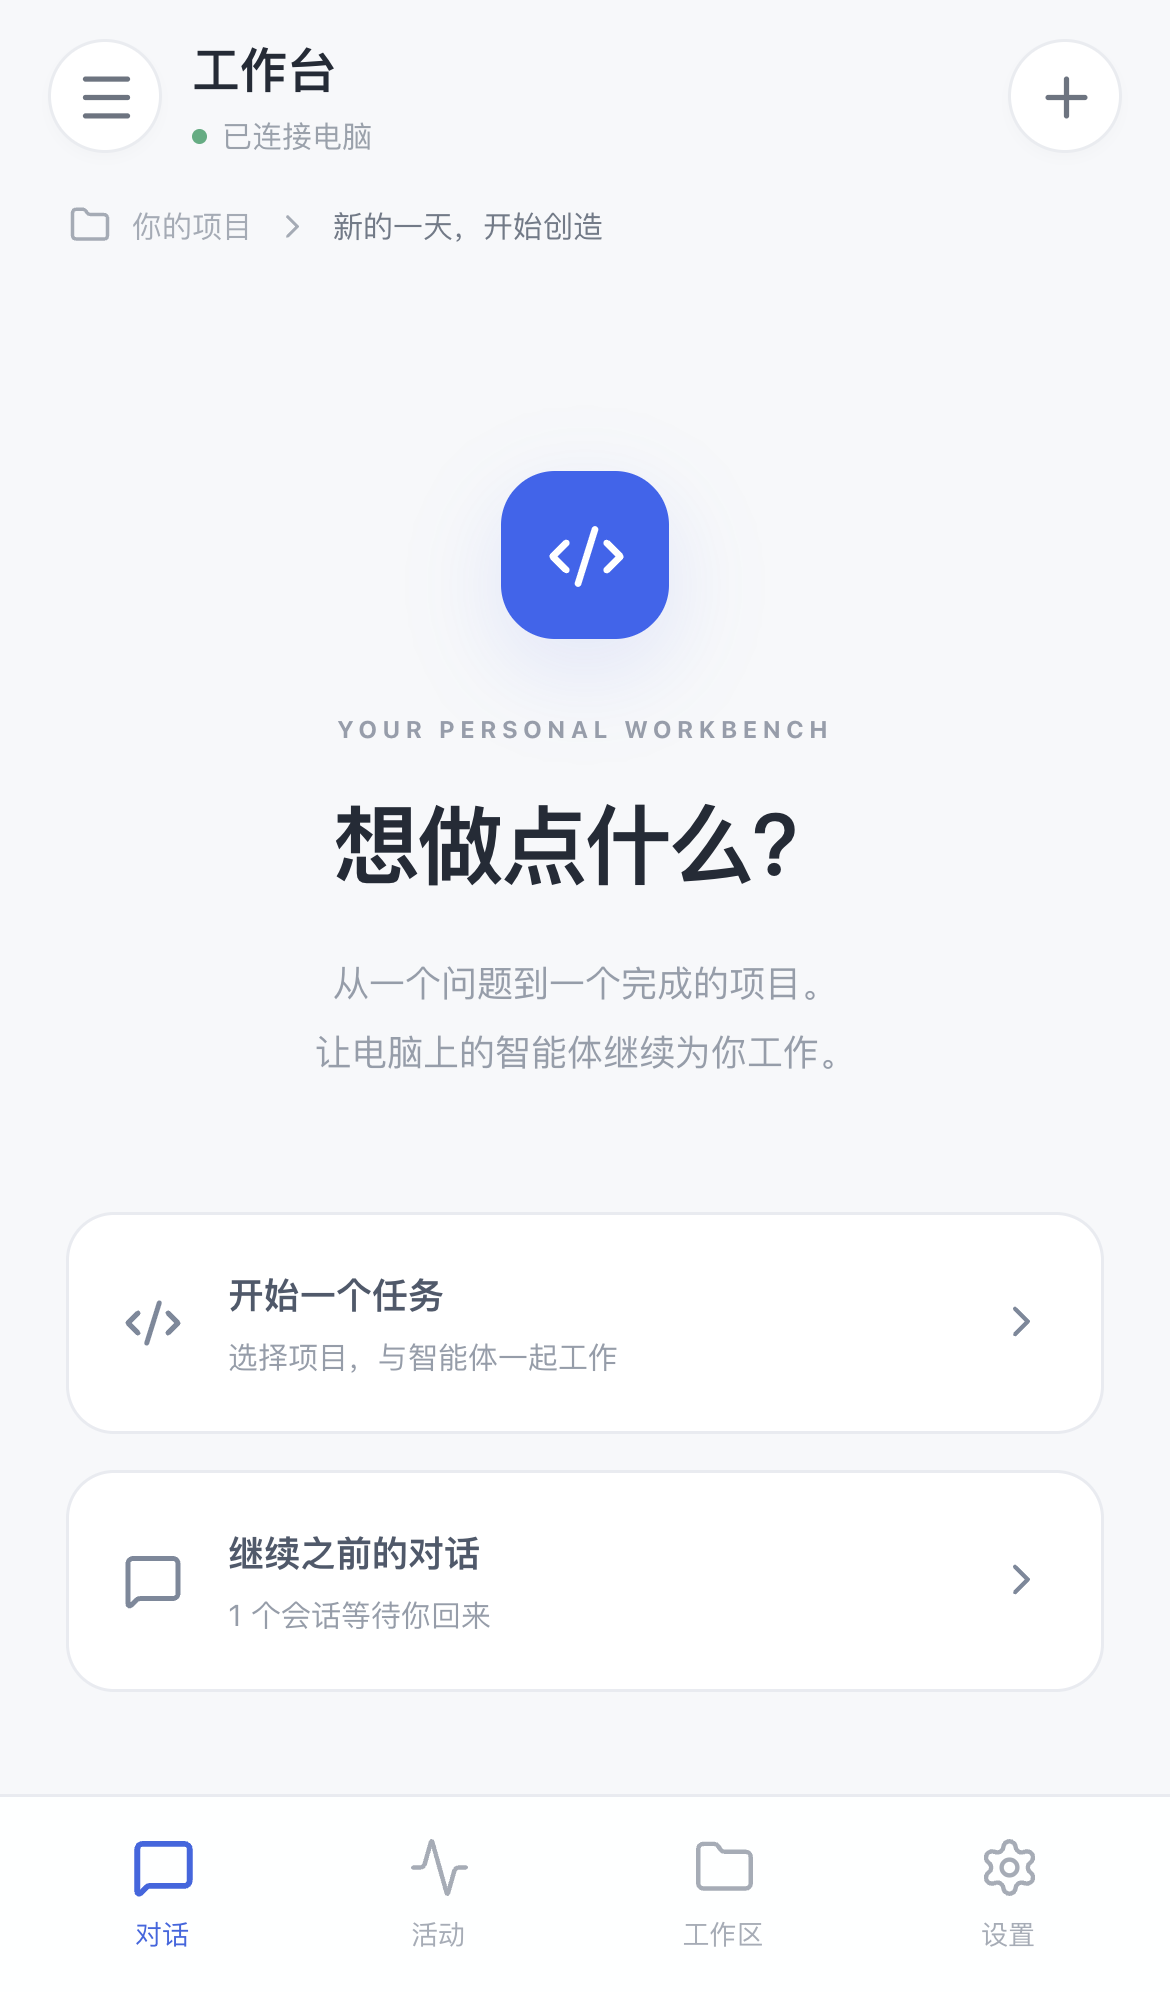 工作台
已连接电脑
你的项目 > 新的一天，开始创造
</>
YOUR PERSONAL WORKBENCH
想做点什么?
从一个问题到一个完成的项目。
让电脑上的智能体继续为你工作。
开始一个任务
选择项目，与智能体一起工作
继续之前的对话
1 个会话等待你回来
对话 活动 工作区 设置